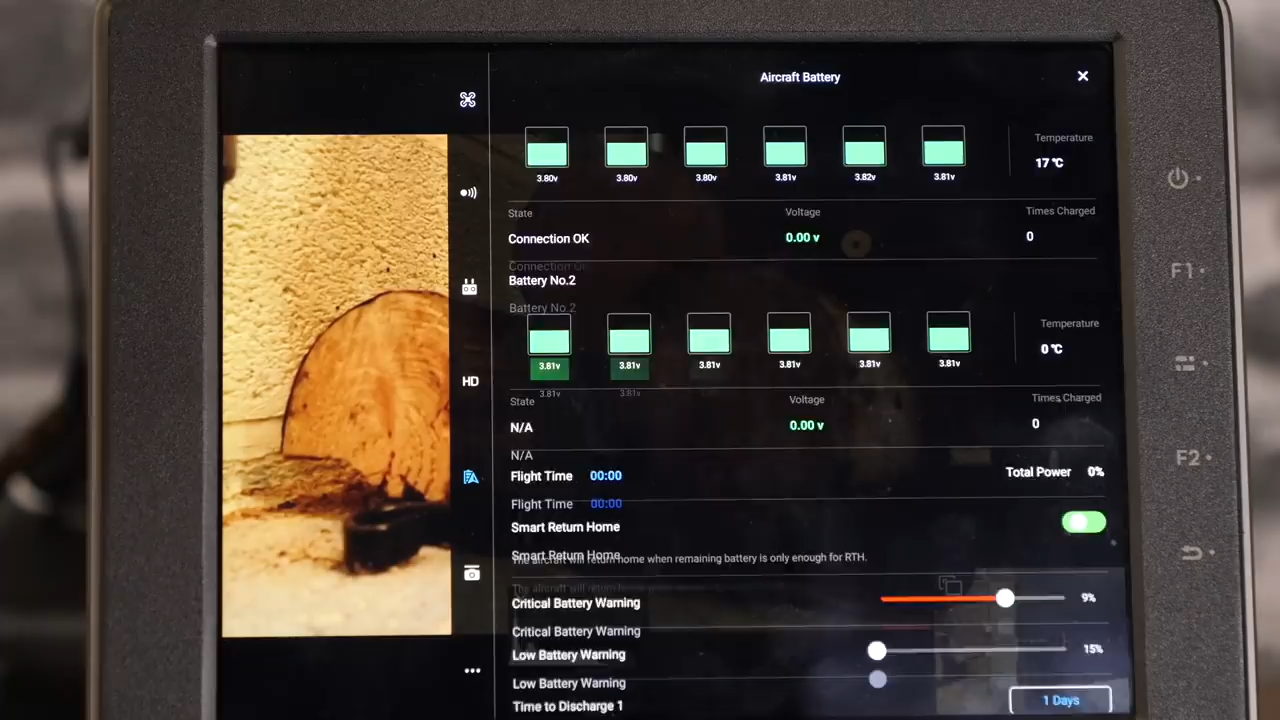 Aircraft Battery
3.80v 3.80v 3.80v 3.81v 3.82v 3.81v
Temperature
17°C
State Voltage Times Charged
Connection OK 0.00 v 0
Connection OK
Battery No.2
Battery No.2
3.81v 3.81v 3.81v 3.81v 3.81v 3.81v
Temperature
0°C
3.81v 3.81v
State Voltage Times Charged
N/A 0.00 v 0
N/A
Flight Time 00:00 Total Power 0%
Flight Time 00:00
Smart Return Home
Smart Return Home
The aircraft will return home when remaining battery is only enough for RTH.
The aircraft will return
Critical Battery Warning 9%
Critical Battery Warning
Low Battery Warning 15%
Low Battery Warning
Time to Discharge 1 1 Days
HD
F1
F2